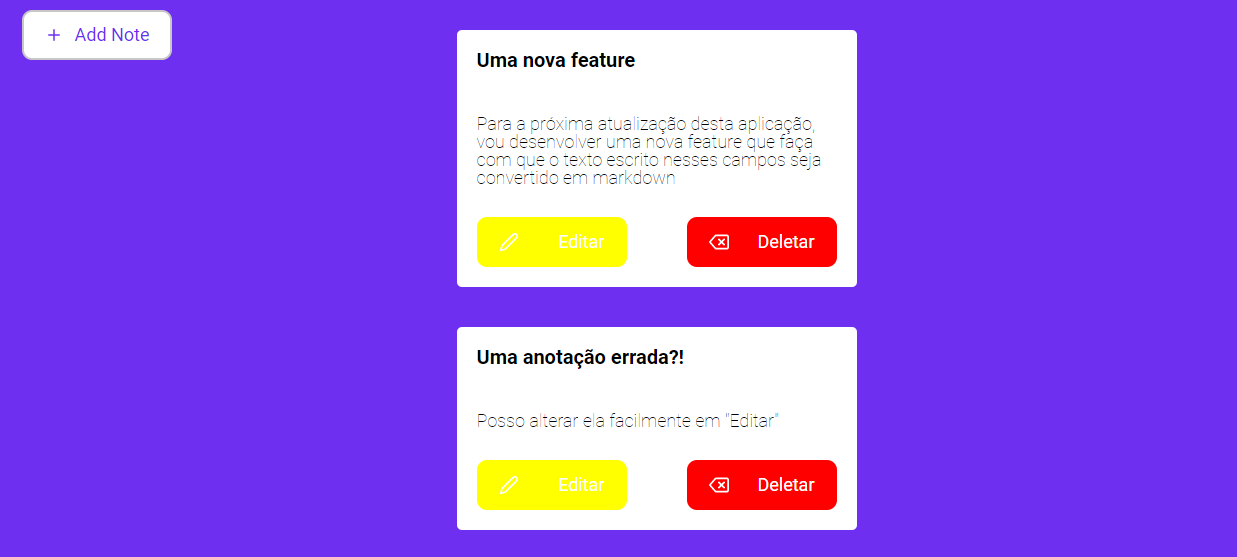 Add Note
Uma nova feature
Para a próxima atualização desta aplicação,
vou desenvolver uma nova feature que faça
com que o texto escrito nesses campos seja
convertido em markdown
Editar
Deletar
Uma anotação errada?!
Posso alterar ela facilmente em "Editar"
Editar
Deletar